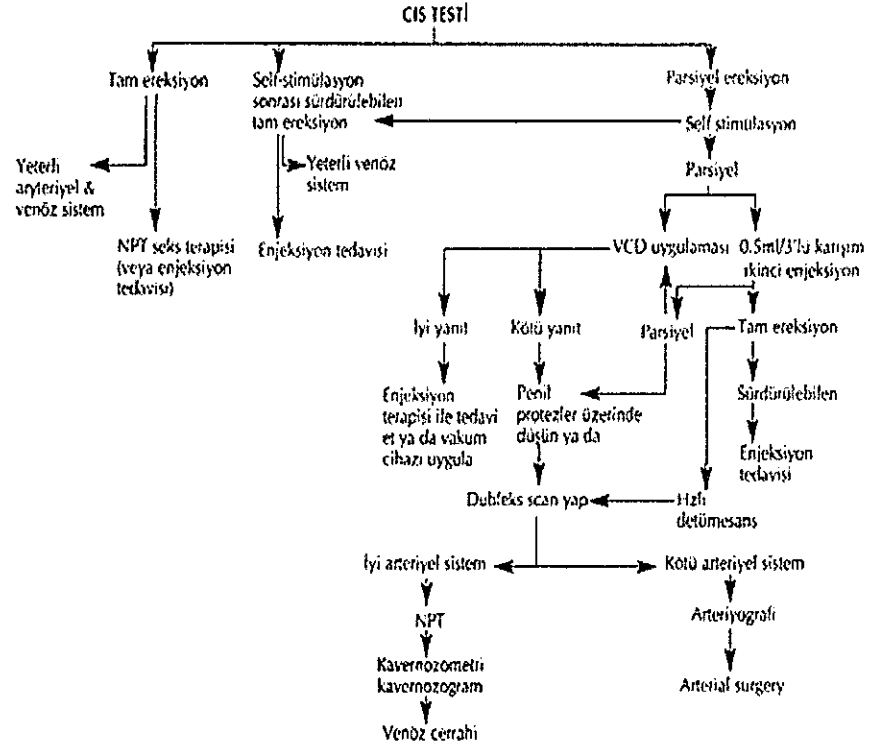 CIS TESTİ
Tam ereksiyon
Self-stimülasyon
sonrası sürdürülebilen
tam ereksiyon
Parsiyel ereksiyon
Self stimülasyon
Yeterli
aryteriyel &
venöz sistem
Yeterli venöz
sistem
Parsiyel
NPT seks terapisi
(veya enjeksiyon
tedavisi)
Enjeksiyon tedavisi
VCD uygulaması
0.5ml/3'lü karışım
ikinci enjeksiyon
İyi yanıt
Kötü yanıt
Parsiyel
Tam ereksiyon
Enjeksiyon
terapisi ile tedavi
et ya da vakum
cihazı uygula
Penil
protezler üzerinde
düşün ya da
Sürdürülebilen
Enjeksiyon
tedavisi
Dubleks scan yap
Hızlı
detümesans
İyi arteriyel sistem
Kötü arteriyel sistem
NPT
Arteriyografi
Kavernozometri
kavernozogram
Arterial surgery
Venöz cerrahi